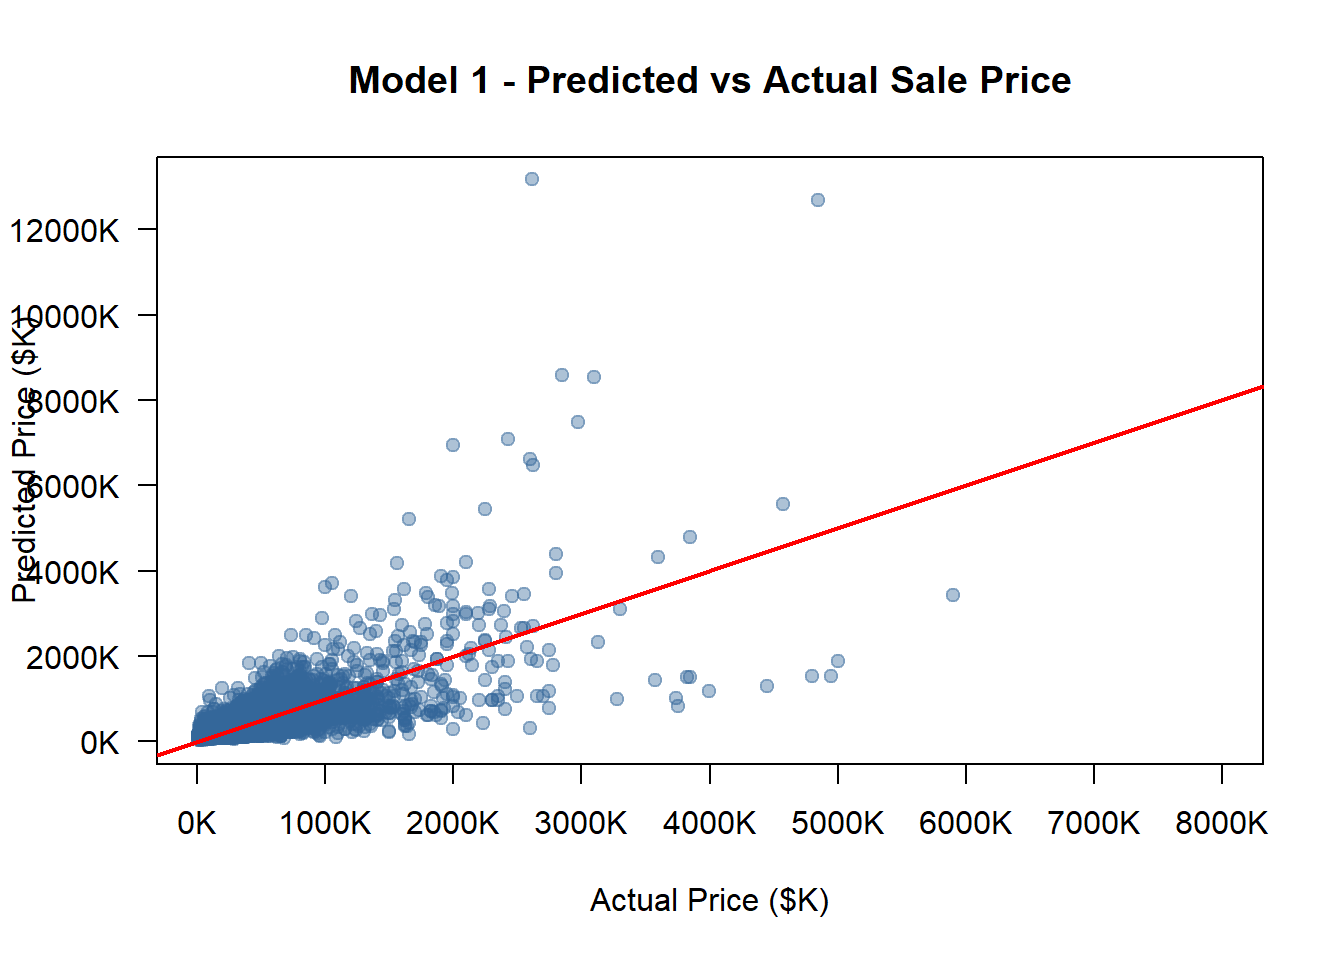 Model 1 - Predicted vs Actual Sale Price
Predicted Price ($K)
12000K
10000K
8000K
6000K
4000K
2000K
0K
0K 1000K 2000K 3000K 4000K 5000K 6000K 7000K 8000K
Actual Price ($K)